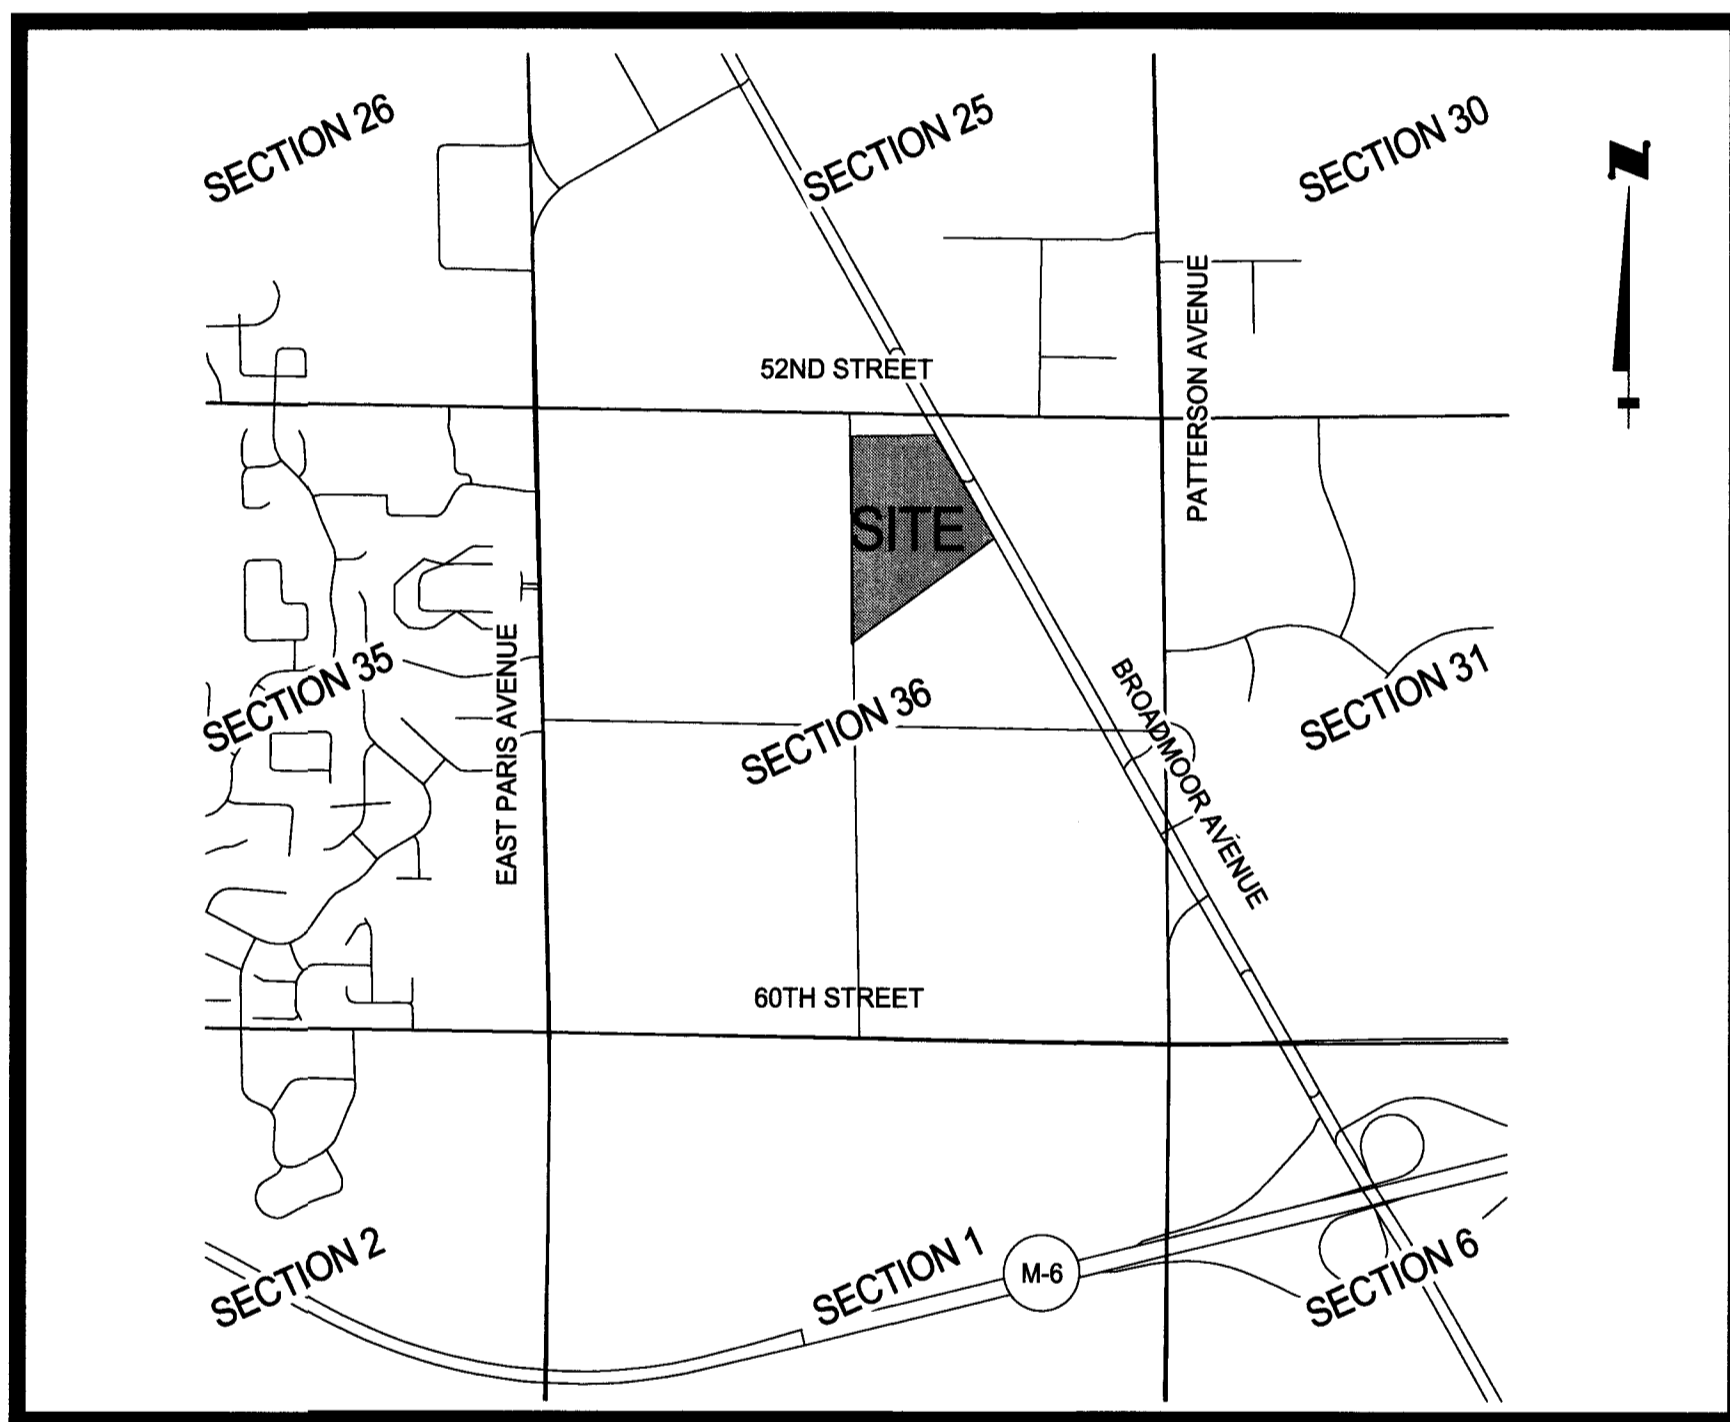 SECTION 26
SECTION 25
SECTION 30
N
52ND STREET
PATTERSON AVENUE
SITE
SECTION 35
EAST PARIS AVENUE
SECTION 36
BROADMOOR AVENUE
SECTION 31
60TH STREET
SECTION 2
SECTION 1
M-6
SECTION 6